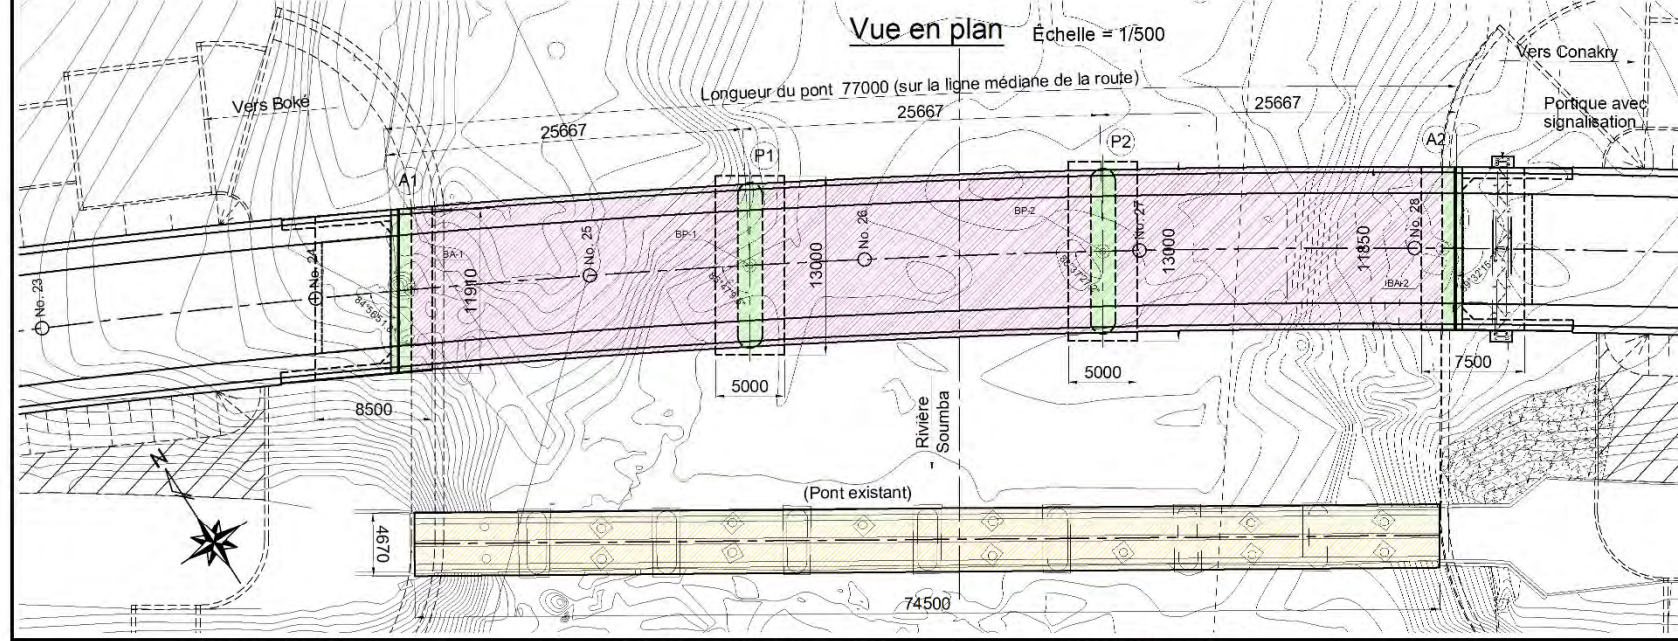 Vue en plan
Échelle = 1/500
Vers Conakry
Longueur du pont 77000 (sur la ligne médiane de la route)
Vers Boké
Portique avec
signalisation
25667
25667
25667
A1
P1
P2
A2
No. 23
No. 24
No. 25
No. 26
No. 27
No. 28
BA-1
BP-1
BP-2
BA-2
11910
13000
13000
11850
8500
5000
5000
7500
Rivière
Soumba
N
(Pont existant)
4670
74500